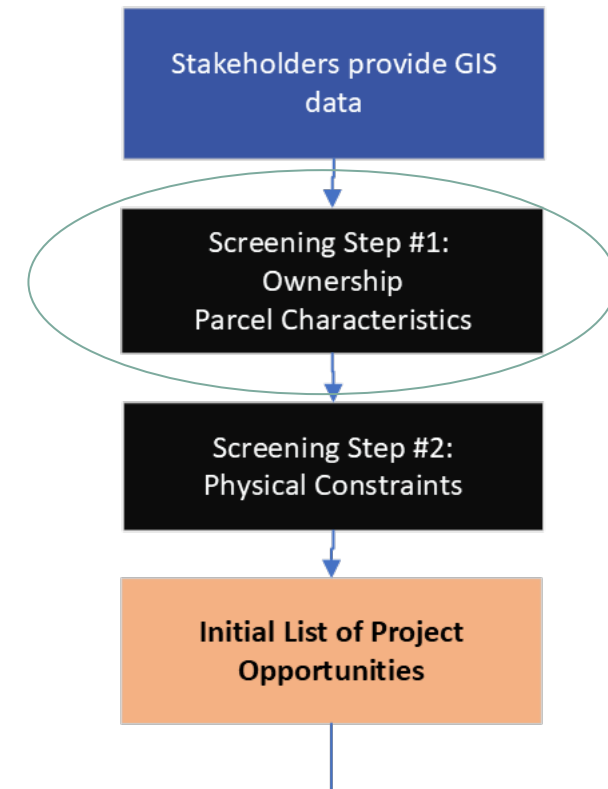 Stakeholders provide GIS
data
Screening Step #1:
Ownership
Parcel Characteristics
Screening Step #2:
Physical Constraints
Initial List of Project
Opportunities